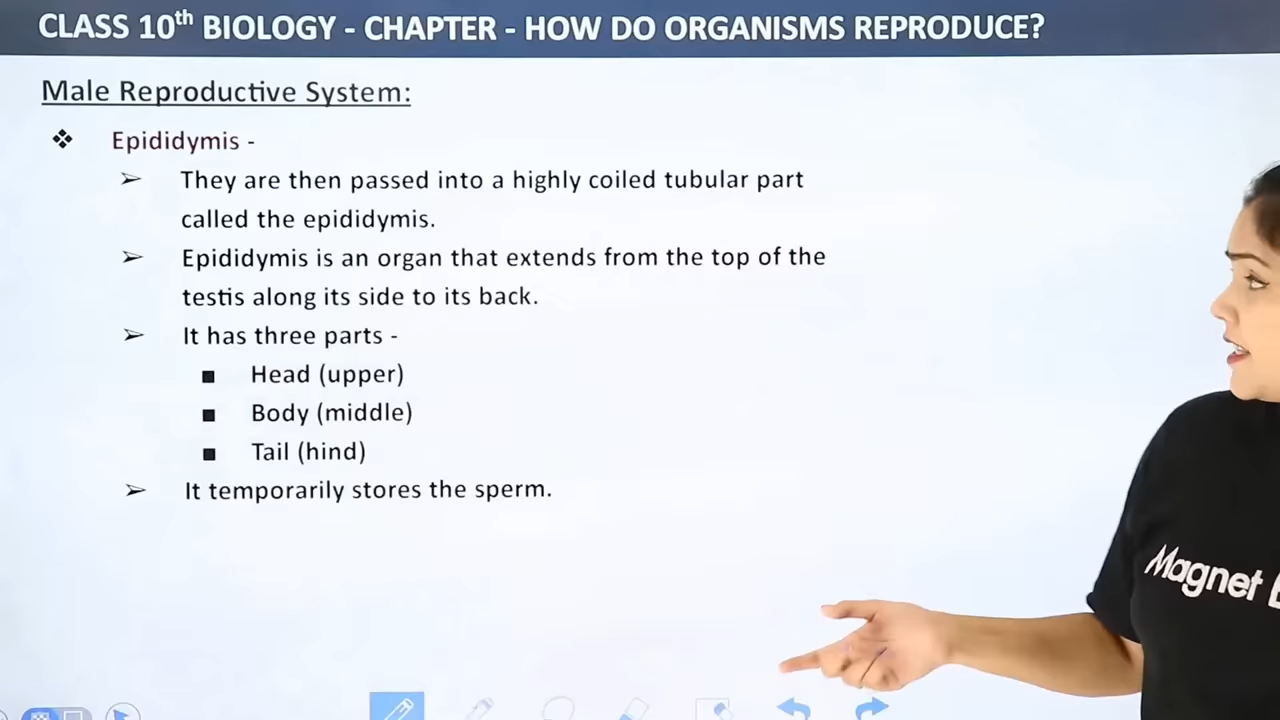 CLASS 10th BIOLOGY - CHAPTER - HOW DO ORGANISMS REPRODUCE?
Male Reproductive System:
❖ Epididymis -
➢ They are then passed into a highly coiled tubular part
called the epididymis.
➢ Epididymis is an organ that extends from the top of the
testis along its side to its back.
➢ It has three parts -
■ Head (upper)
■ Body (middle)
■ Tail (hind)
➢ It temporarily stores the sperm.
Magnet